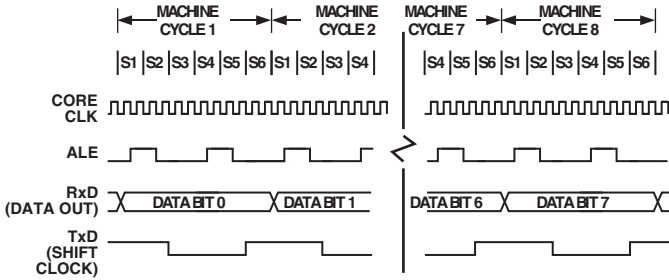 MACHINE CYCLE 1
MACHINE CYCLE 2
MACHINE CYCLE 7
MACHINE CYCLE 8
S1 S2 S3 S4 S5 S6 S1 S2 S3 S4 S4 S5 S6 S1 S2 S3 S4 S5 S6
CORE
CLK
ALE
RxD
(DATA OUT)
DATA BIT 0 DATA BIT 1 DATA BIT 6 DATA BIT 7
TxD
(SHIFT
CLOCK)